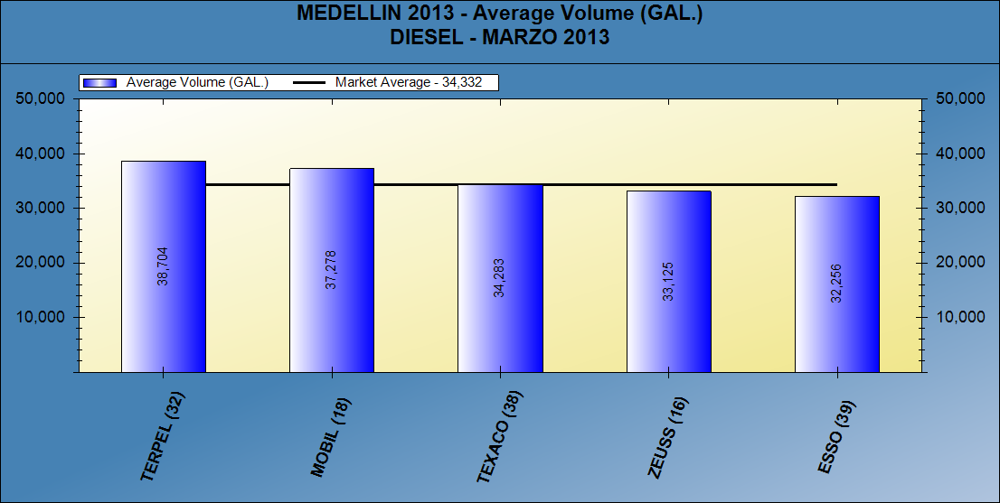 MEDELLIN 2013 - Average Volume (GAL.)
DIESEL - MARZO 2013
Average Volume (GAL.) Market Average - 34,332
50,000 50,000
40,000 40,000
30,000 30,000
20,000 20,000
10,000 10,000
38,704 37,278 34,283 33,125 32,256
TERPEL (32) MOBIL (18) TEXACO (38) ZEUSS (16) ESSO (39)